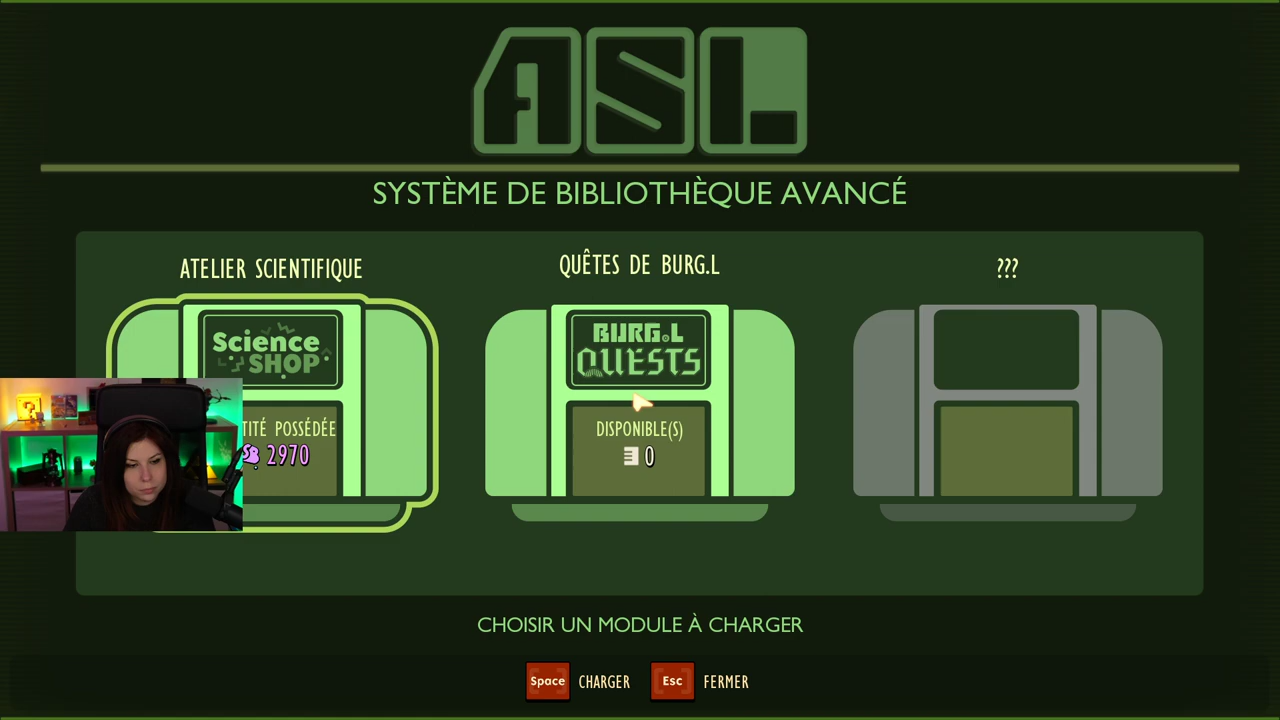 ASL
SYSTÈME DE BIBLIOTHÈQUE AVANCÉ
ATELIER SCIENTIFIQUE
QUÊTES DE BURG.L
???
Science
SHOP
BURG.L
QUESTS
TITÉ POSSÉDÉE
2970
DISPONIBLE(S)
0
CHOISIR UN MODULE À CHARGER
Space CHARGER Esc FERMER